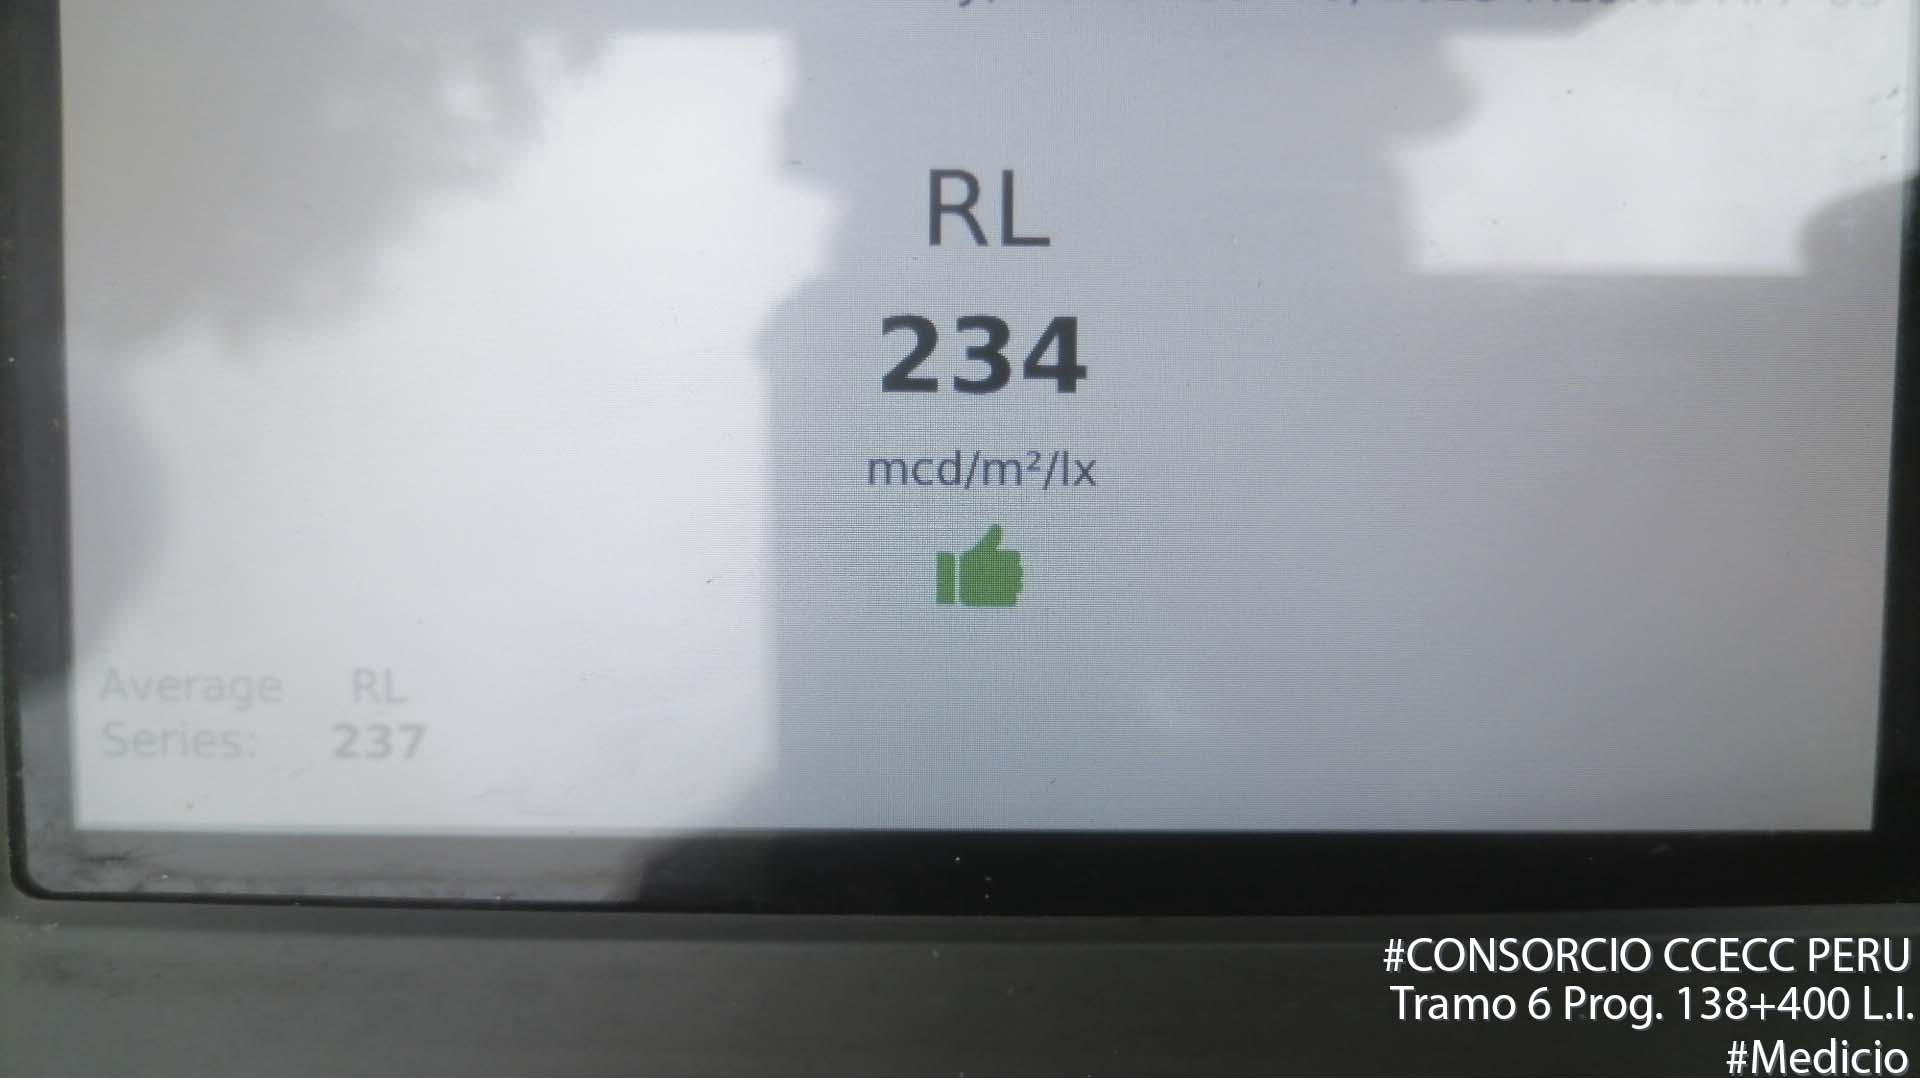 RL
234
mcd/m²/lx
Average RL
Series: 237
#CONSORCIO CCECC PERU
Tramo 6 Prog. 138+400 L.I.
#Medicio